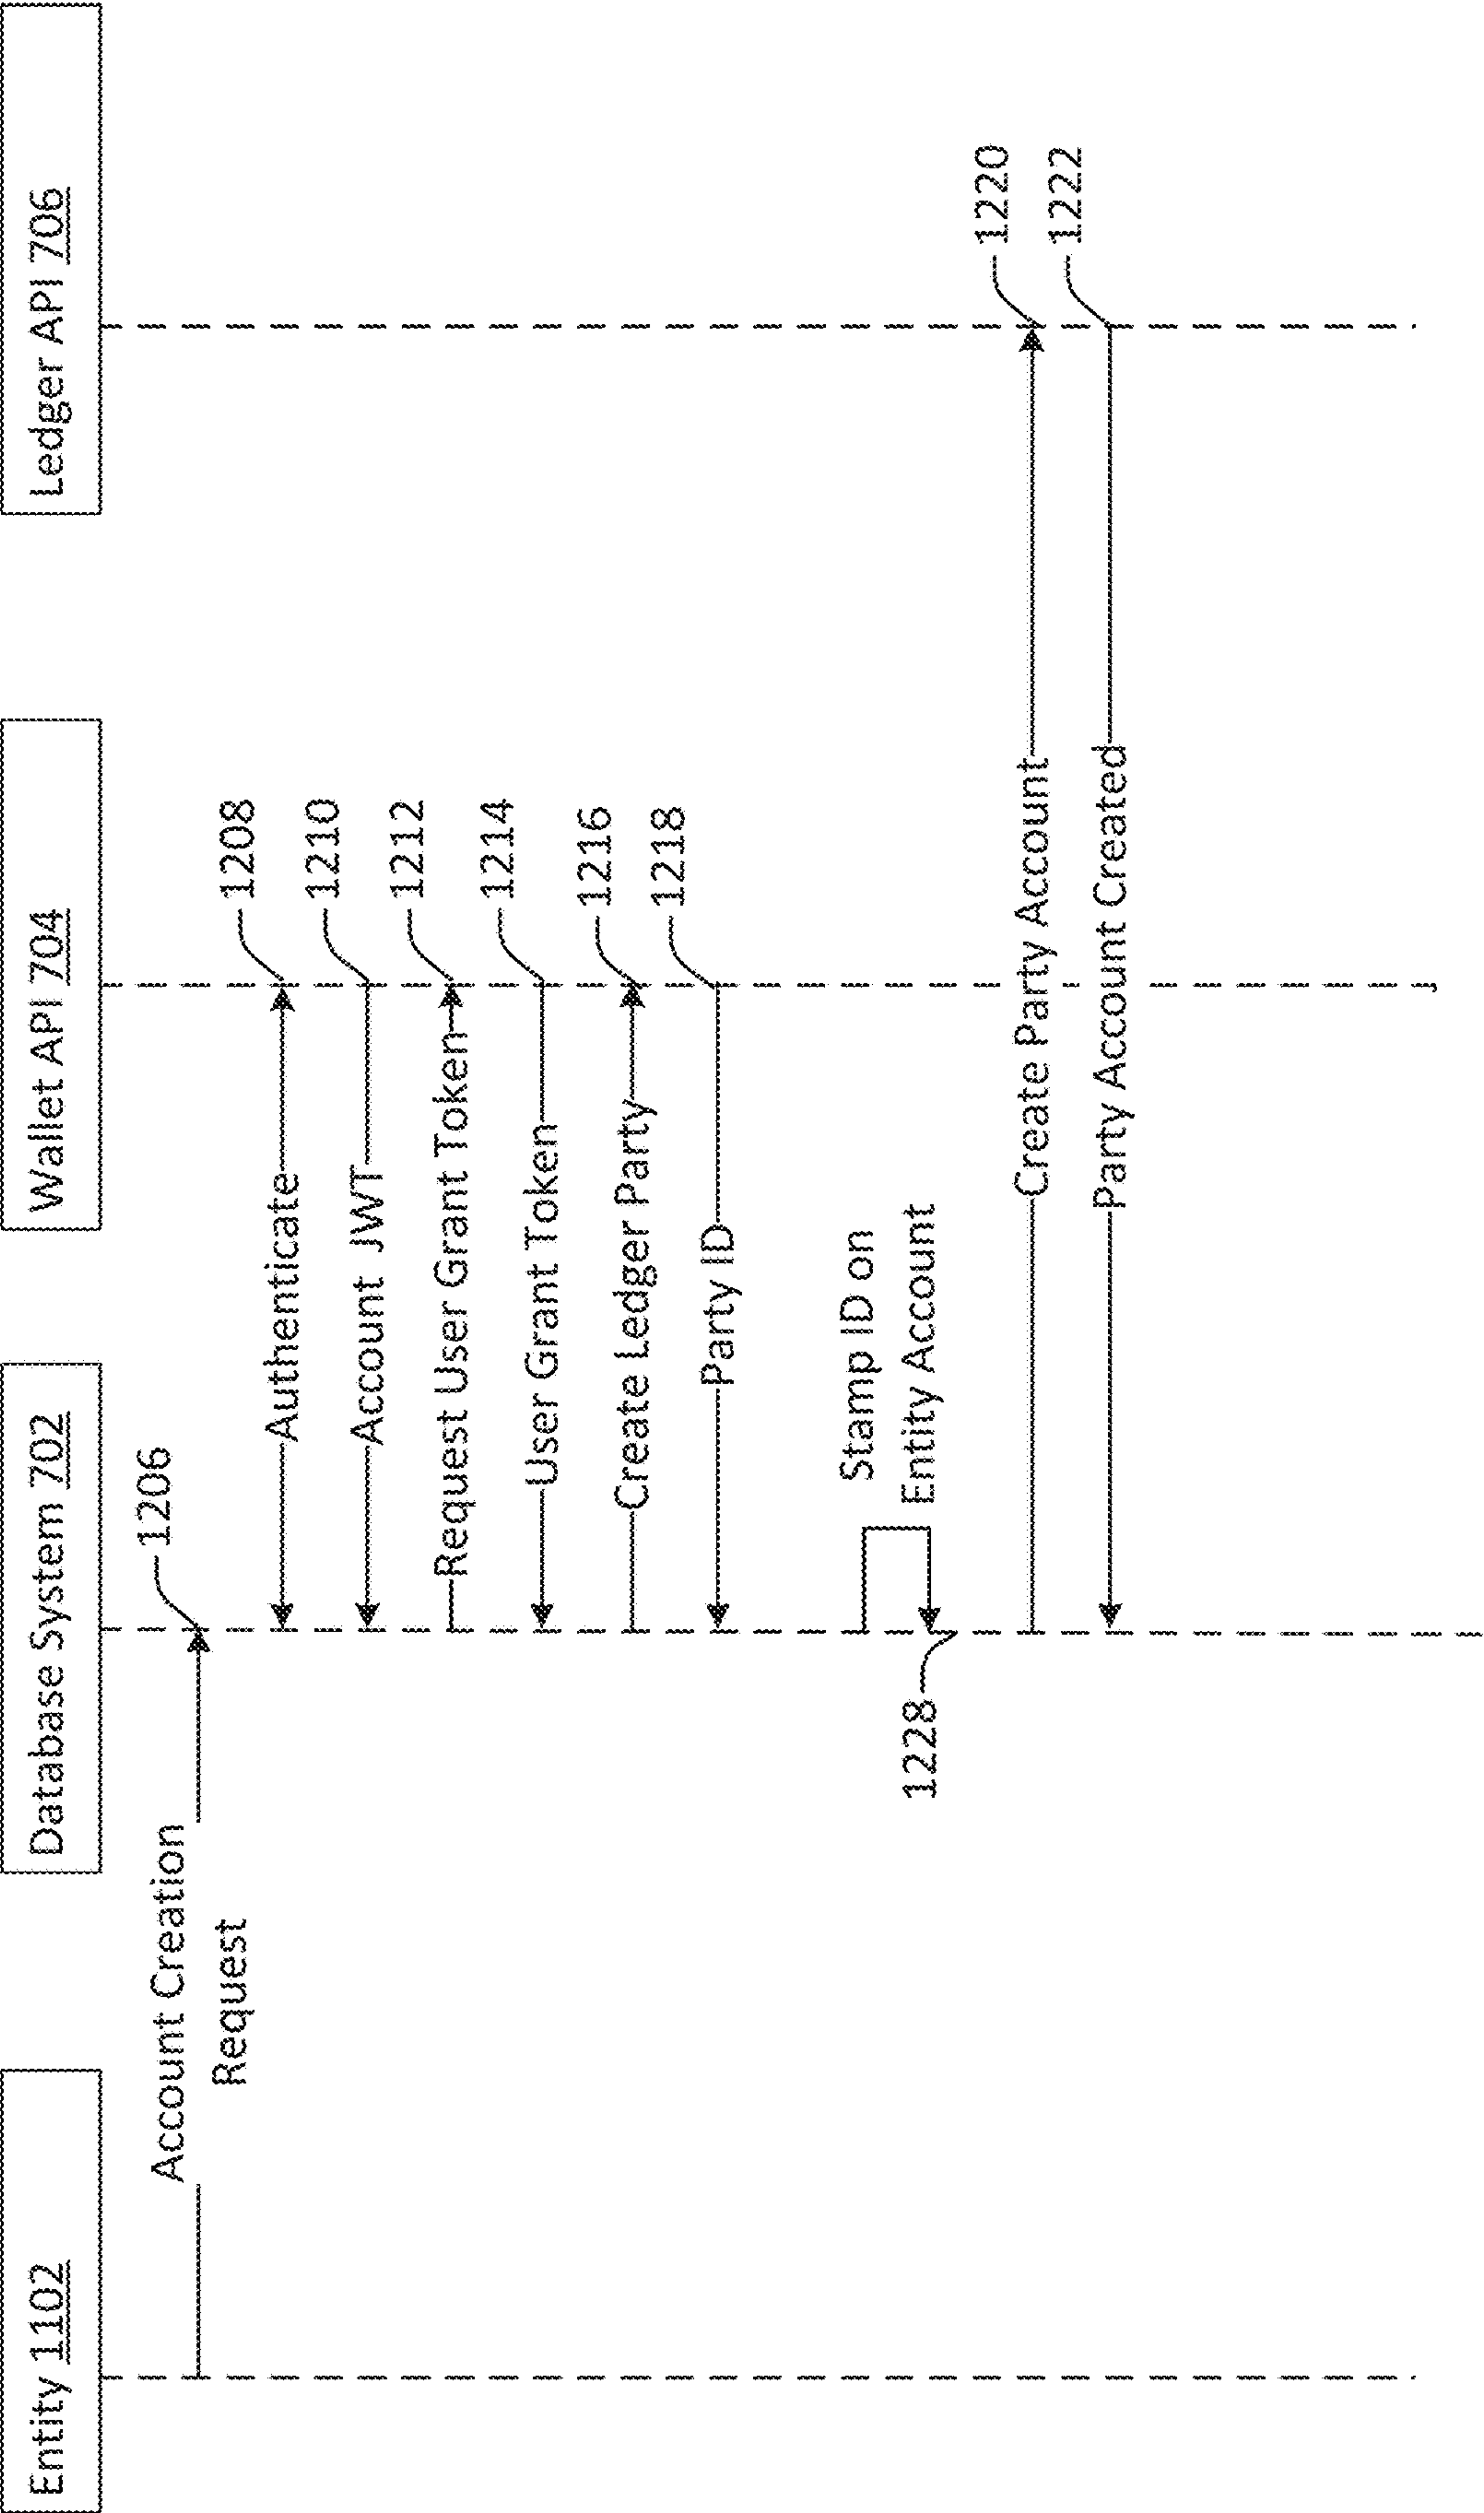 Entity 1102
Database System 702
Wallet API 704
Ledger API 706
Account Creation
Request
1206
Authenticate
1208
Account JWT
1210
Request User Grant Token
1212
User Grant Token
1214
Create Ledger Party
1216
Party ID
1218
Stamp ID on
Entity Account
1228
Create Party Account
1220
Party Account Created
1222